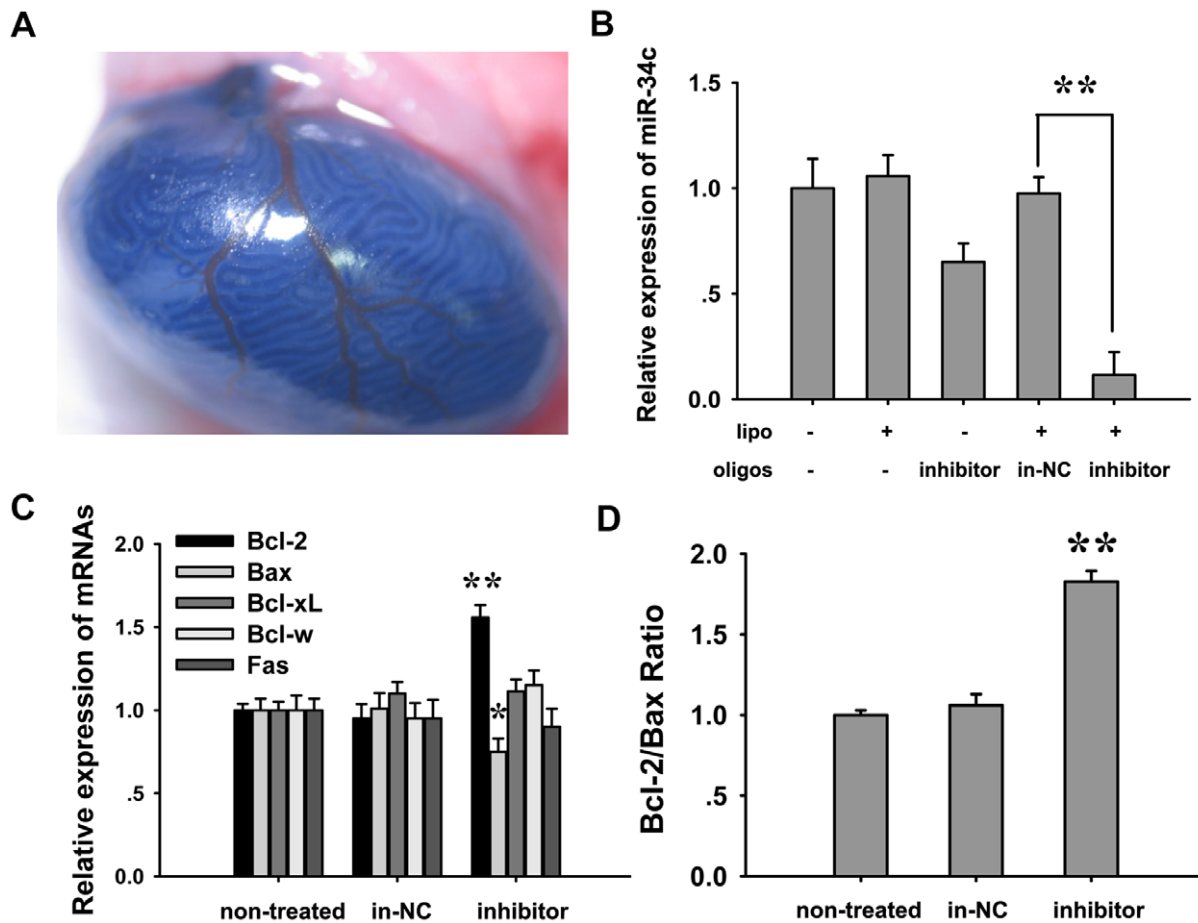 A
B
Relative expression of miR-34c
1.5
1.0
.5
0.0
**
lipo - + - + +
oligos - - inhibitor in-NC inhibitor
C
Relative expression of mRNAs
2.0
1.5
1.0
.5
0.0
Bcl-2
Bax
Bcl-xL
Bcl-w
Fas
**
*
non-treated in-NC inhibitor
D
Bcl-2/Bax Ratio
2.0
1.5
1.0
.5
0.0
**
non-treated in-NC inhibitor